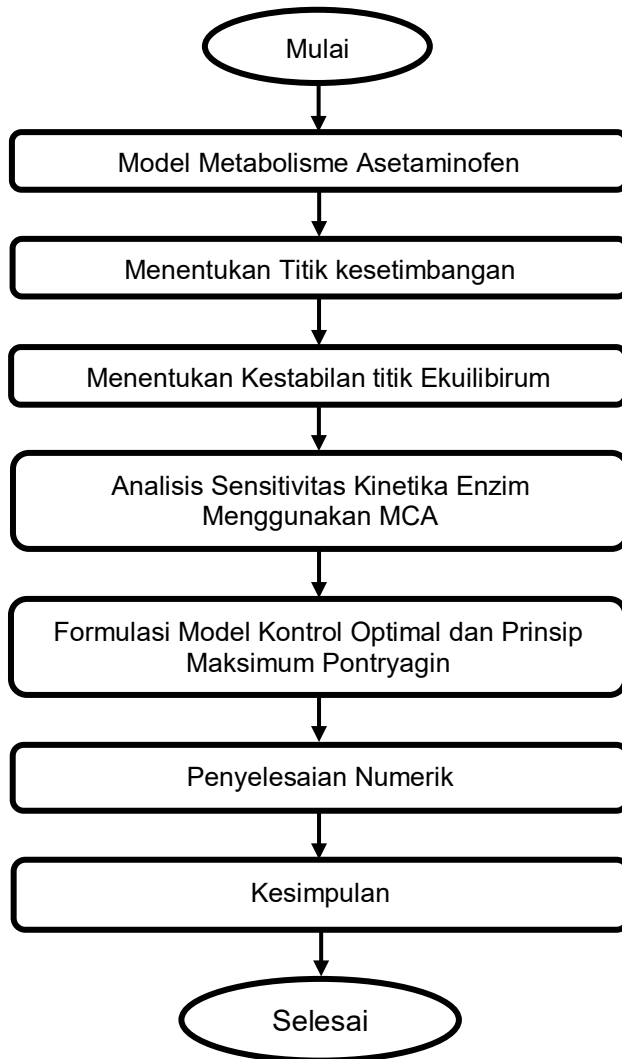 Mulai
Model Metabolisme Asetaminofen
Menentukan Titik kesetimbangan
Menentukan Kestabilan titik Ekuilibirum
Analisis Sensitivitas Kinetika Enzim
Menggunakan MCA
Formulasi Model Kontrol Optimal dan Prinsip
Maksimum Pontryagin
Penyelesaian Numerik
Kesimpulan
Selesai